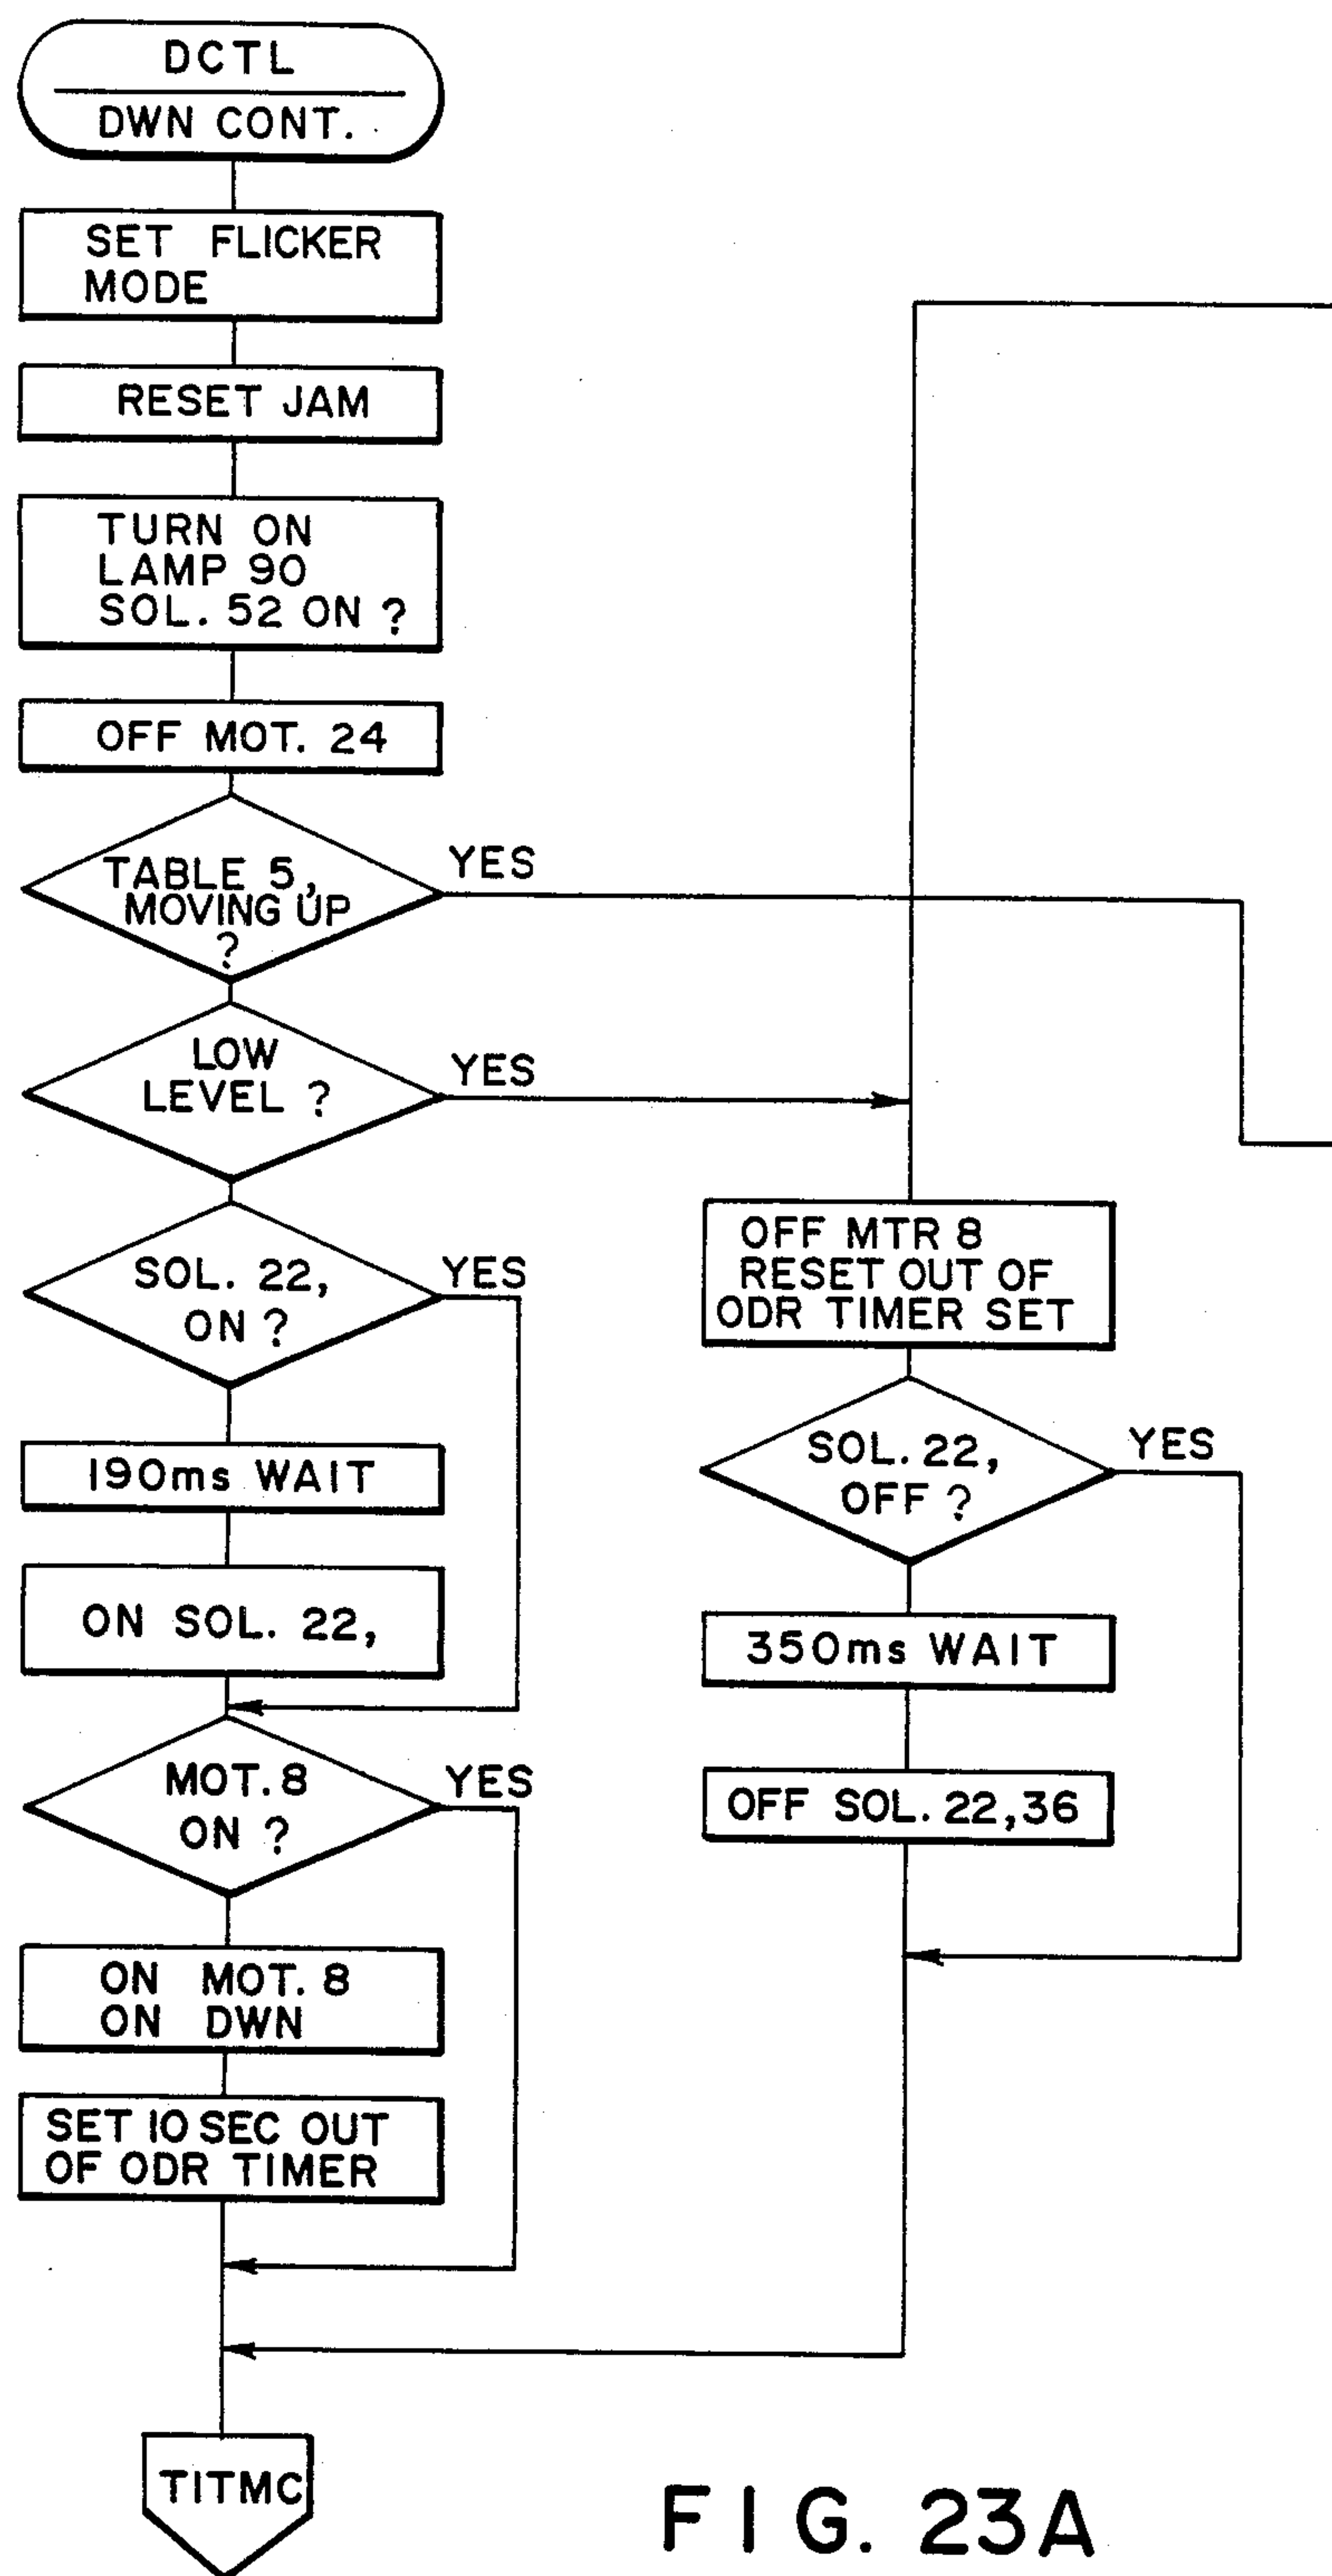 DCTL
DWN CONT.
SET FLICKER
MODE
RESET JAM
TURN ON
LAMP 90
SOL. 52 ON ?
OFF MOT. 24
TABLE 5,
MOVING UP
?
YES
LOW
LEVEL ?
YES
SOL. 22,
ON ?
YES
190ms WAIT
ON SOL. 22,
MOT. 8
ON ?
YES
ON MOT. 8
ON DWN
SET 10 SEC OUT
OF ODR TIMER
TITMC
OFF MTR 8
RESET OUT OF
ODR TIMER SET
SOL. 22,
OFF ?
YES
350ms WAIT
OFF SOL. 22,36
FIG. 23A